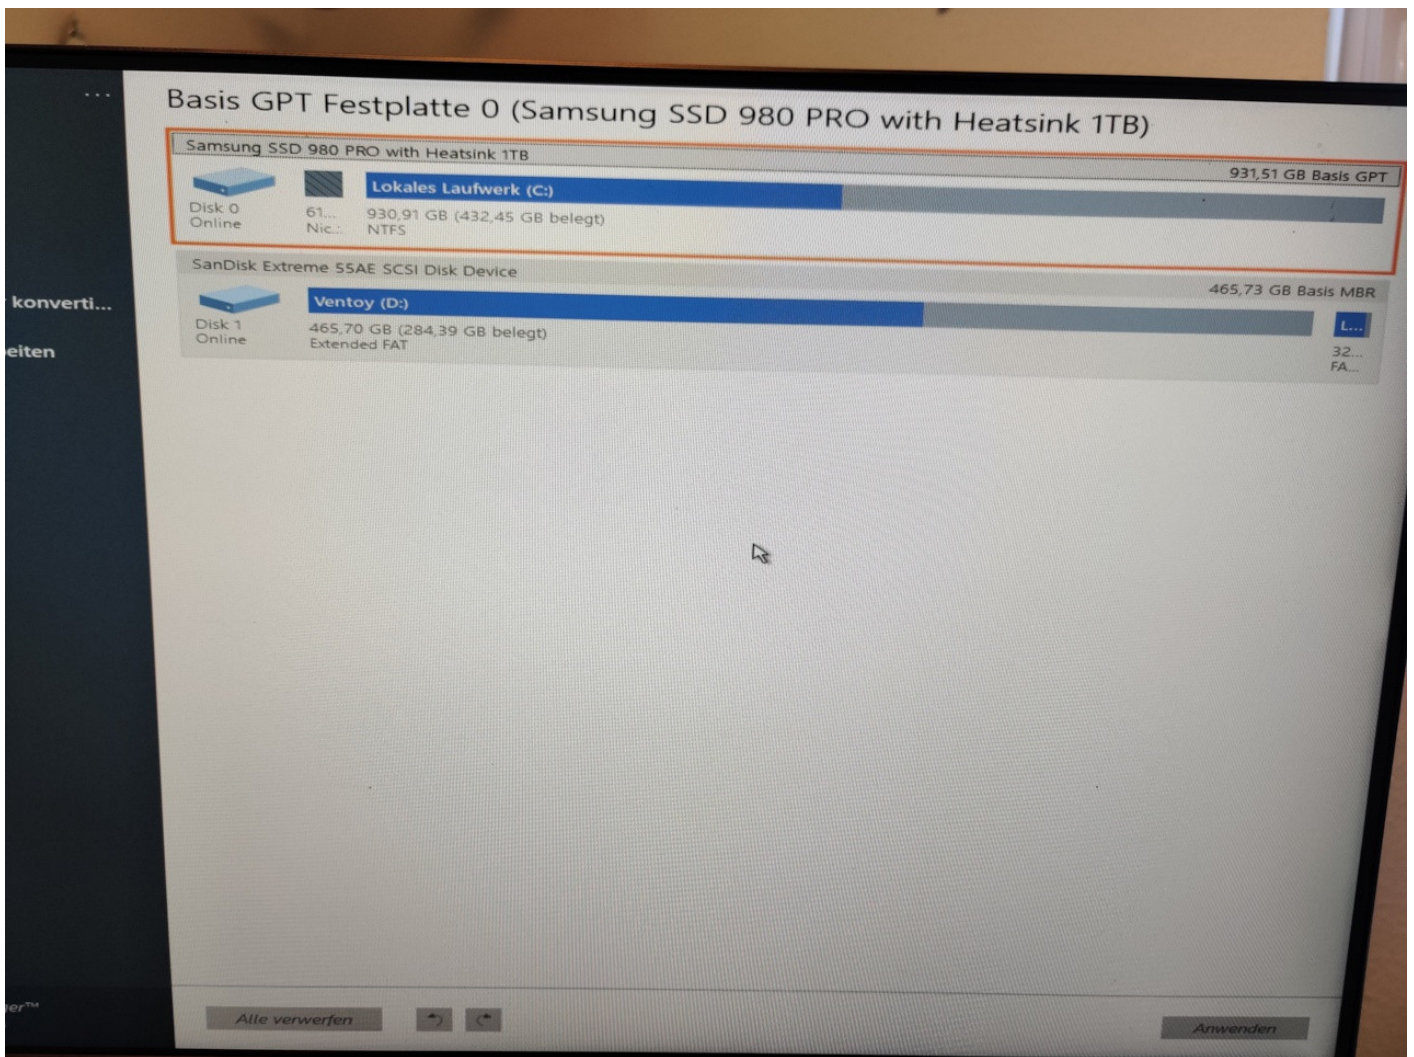 ...
Basis GPT Festplatte 0 (Samsung SSD 980 PRO with Heatsink 1TB)
Samsung SSD 980 PRO with Heatsink 1TB
931,51 GB Basis GPT
Lokales Laufwerk (C:)
Disk 0
Online
61...
Nic...
930,91 GB (432,45 GB belegt)
NTFS
SanDisk Extreme 55AE SCSI Disk Device
465,73 GB Basis MBR
konverti...
Ventoy (D:)
L...
Disk 1
Online
465,70 GB (284,39 GB belegt)
Extended FAT
32...
FA...
eiten
er™
Alle verwerfen
Anwenden